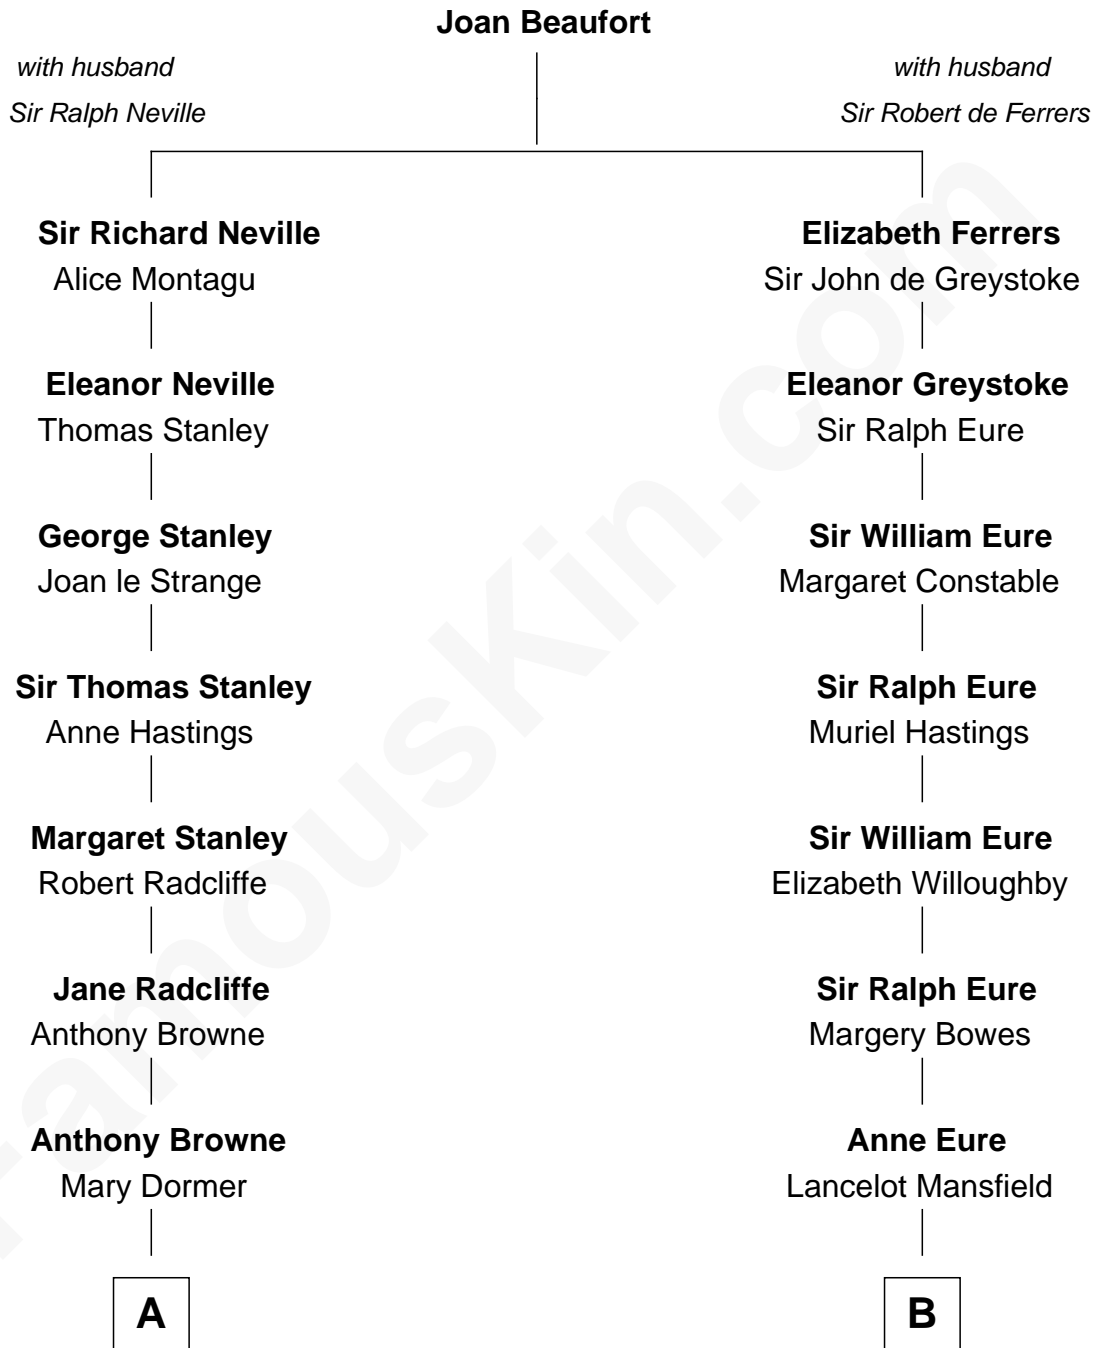 Joan Beaufort
with husband
Sir Ralph Neville
with husband
Sir Robert de Ferrers
Sir Richard Neville
Alice Montagu
Elizabeth Ferrers
Sir John de Greystoke
Eleanor Neville
Thomas Stanley
Eleanor Greystoke
Sir Ralph Eure
George Stanley
Joan le Strange
Sir William Eure
Margaret Constable
Sir Thomas Stanley
Anne Hastings
Sir Ralph Eure
Muriel Hastings
Margaret Stanley
Robert Radcliffe
Sir William Eure
Elizabeth Willoughby
Jane Radcliffe
Anthony Browne
Sir Ralph Eure
Margery Bowes
Anthony Browne
Mary Dormer
Anne Eure
Lancelot Mansfield
A
B
FamousKin.com